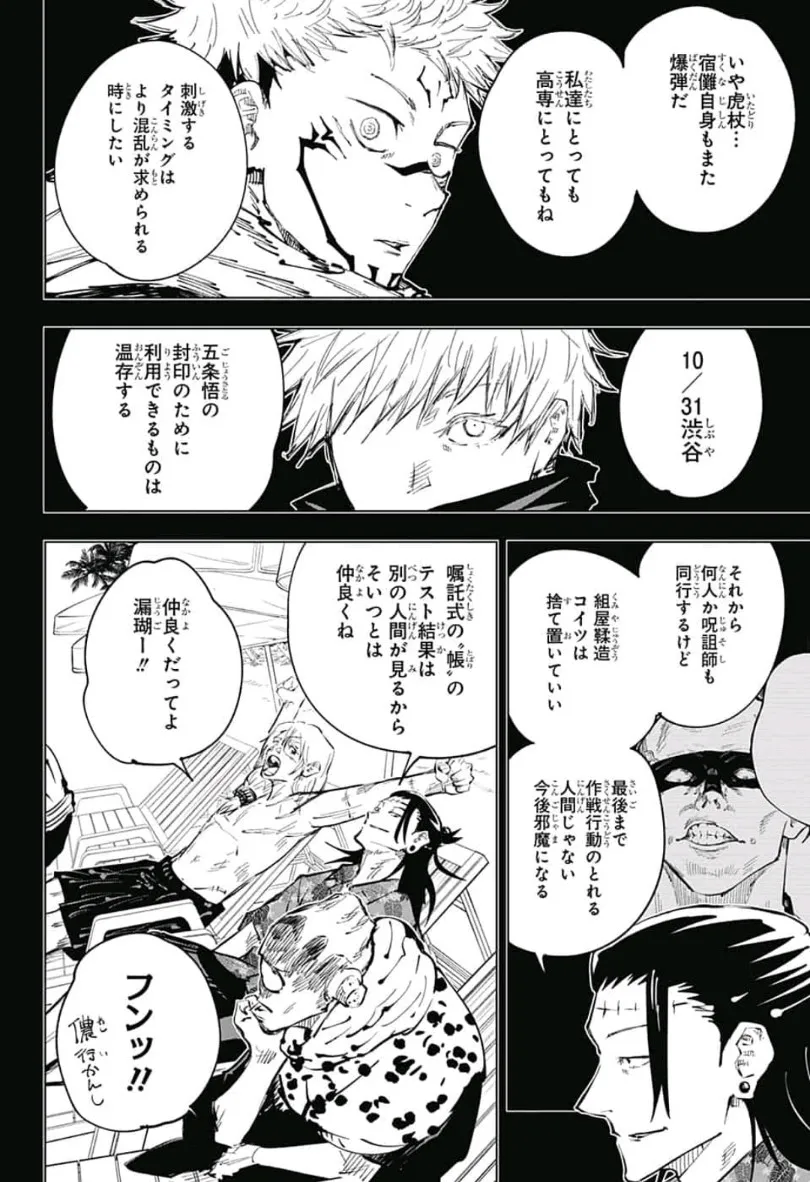 いや虎杖…
宿儺自身もまた
爆弾だ
私達にとっても
高専にとってもね
刺激する
タイミングは
より混乱が求められる
時にしたい
10/31渋谷
五条悟の
封印のために
利用できるものは
温存する
それから
何人か呪詛師も
同行するけど
組屋鞣造
コイツは
捨て置いていい
最後まで
作戦行動のとれる
人間じゃない
今後邪魔になる
嘱託式の〝帳〟の
テスト結果は
別の人間が見るから
そいつとは
仲良くね
仲良くだってよ
漏瑚ー!!
フンッ!!
儂行かんし